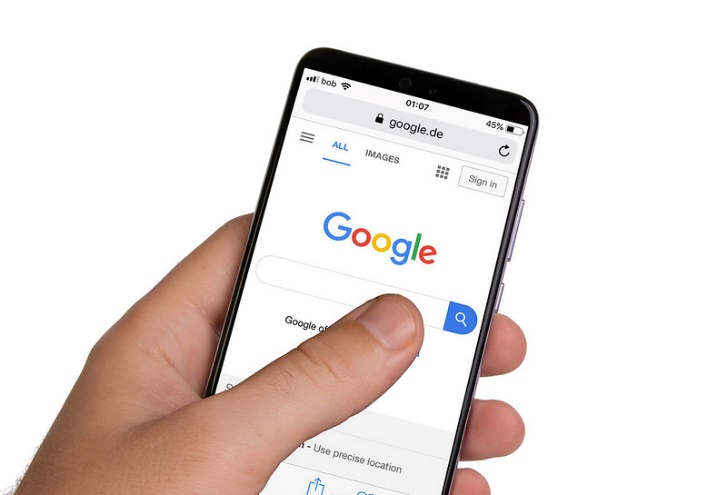 bob
01:07
45%
google.de
ALL IMAGES
Sign in
Google
Google
- Use precise location